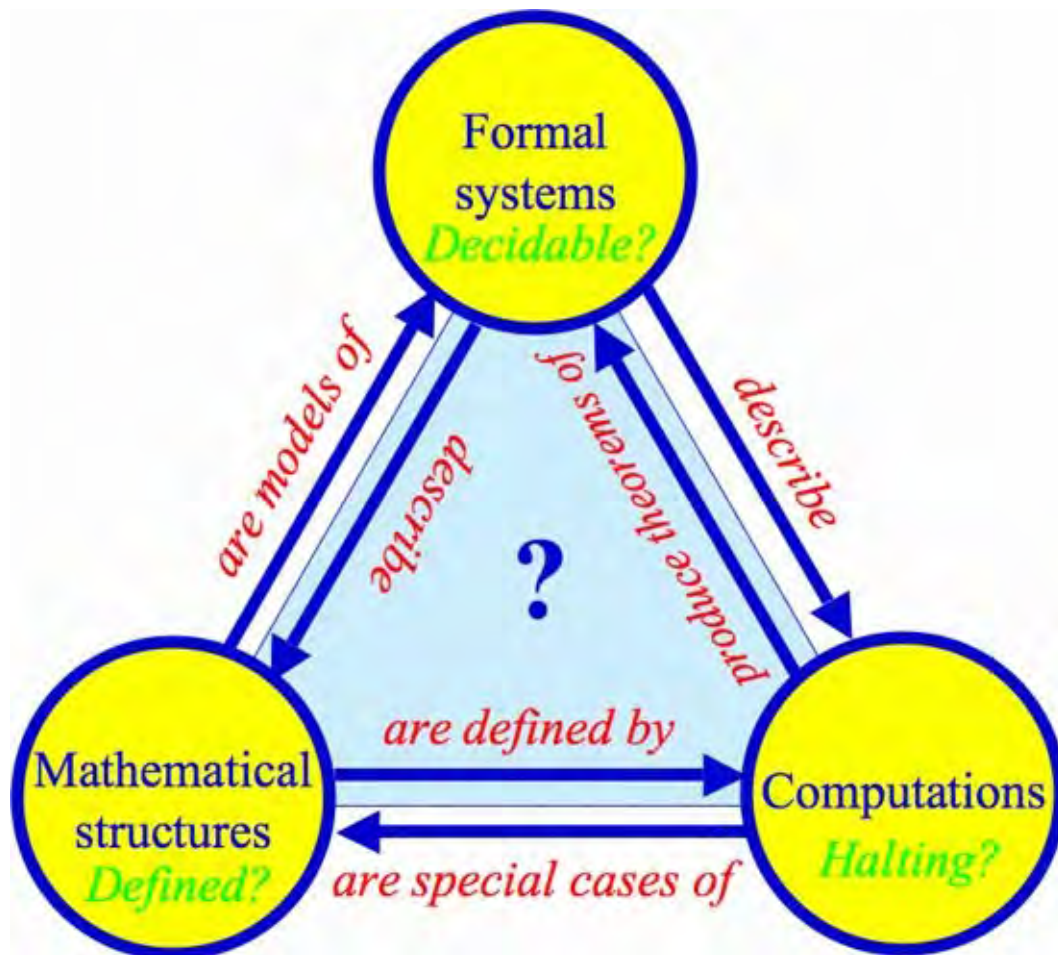 Formal
systems
Decidable?
are models of
describe
produce theorems of
describe
?
are defined by
Mathematical
structures
Defined?
Computations
Halting?
are special cases of